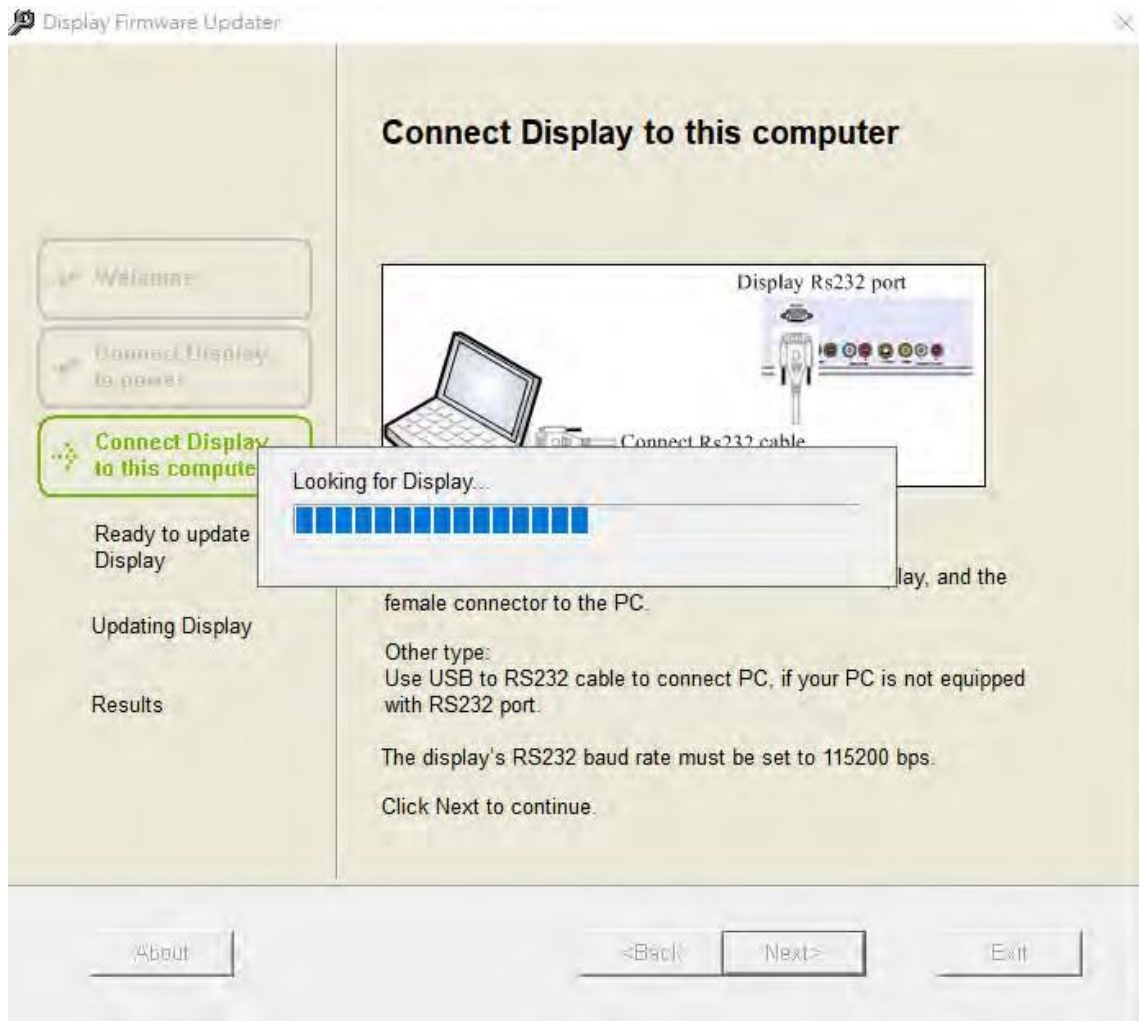 Display Firmware Updater
Connect Display to this computer
Welcome
Connect Display
to power
Connect Display
to this compute
Ready to update
Display
Updating Display
Results
Display Rs232 port
Connect Rs232 cable
Looking for Display...
lay, and the
female connector to the PC.
Other type:
Use USB to RS232 cable to connect PC, if your PC is not equipped
with RS232 port.
The display's RS232 baud rate must be set to 115200 bps.
Click Next to continue.
About
<Back
Next>
Exit